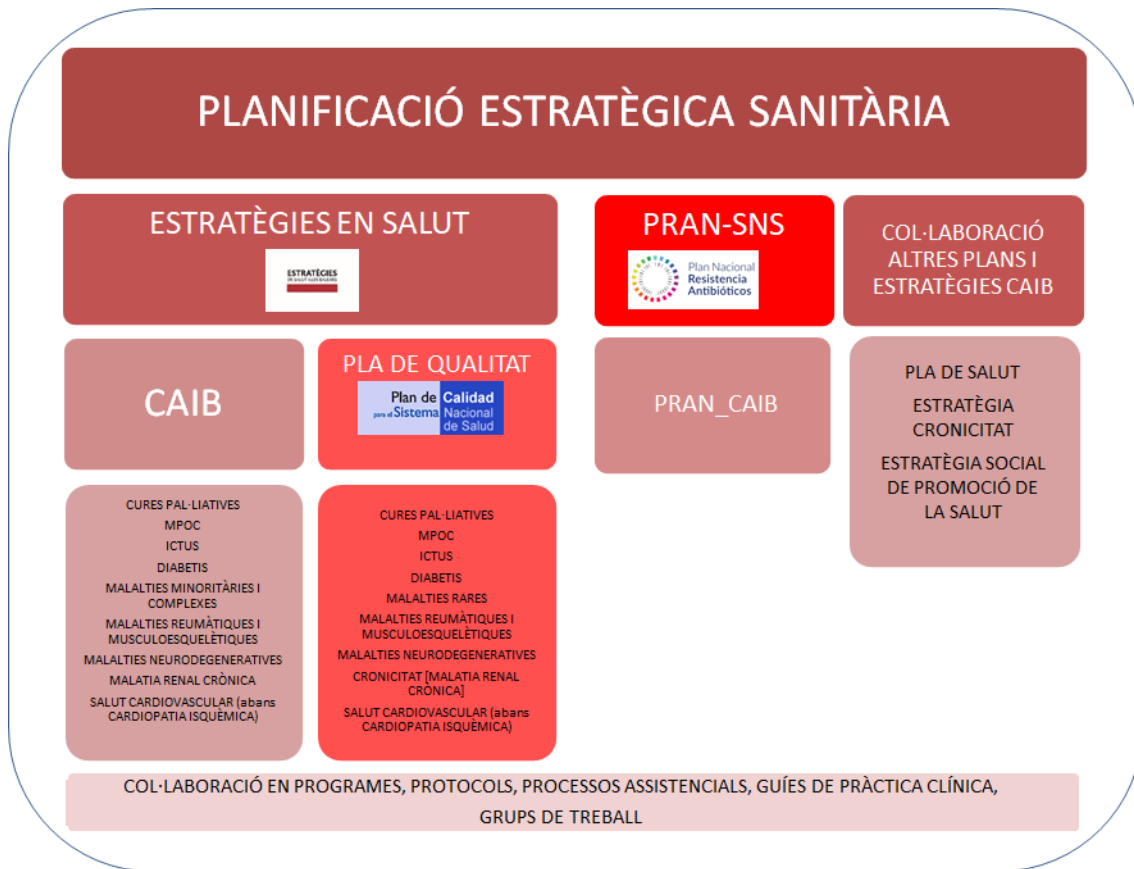 PLANIFICACIÓ ESTRATÈGICA SANITÀRIA
ESTRATÈGIES EN SALUT
ESTRATÈGIES
PRAN-SNS
Plan Nacional
Resistencia
Antibióticos
COL·LABORACIÓ
ALTRES PLANS I
ESTRATÈGIES CAIB
CAIB
PLA DE QUALITAT
Plan de Calidad
para el Sistema Nacional
de Salud
PRAN_CAIB
PLA DE SALUT
ESTRATÈGIA
CRONICITAT
ESTRATÈGIA SOCIAL
DE PROMOCIÓ DE
LA SALUT
CURES PAL·LIATIVES
MPOC
ICTUS
DIABETIS
MALALTIES MINORITÀRIES I
COMPLEXES
MALALTIES REUMÀTIQUES I
MUSCULOESQUELÈTIQUES
MALALTIES NEURODEGENERATIVES
MALATIA RENAL CRÒNICA
SALUT CARDIOVASCULAR (abans
CARDIOPATIA ISQUÈMICA)
CURES PAL·LIATIVES
MPOC
ICTUS
DIABETIS
MALALTIES RARES
MALALTIES REUMÀTIQUES I
MUSCULOESQUELÈTIQUES
MALALTIES NEURODEGENERATIVES
CRONICITAT [MALATIA RENAL
CRÒNICA]
SALUT CARDIOVASCULAR (abans
CARDIOPATIA ISQUÈMICA)
COL·LABORACIÓ EN PROGRAMES, PROTOCOLS, PROCESSOS ASSISTENCIALS, GUÍES DE PRÀCTICA CLÍNICA,
GRUPS DE TREBALL